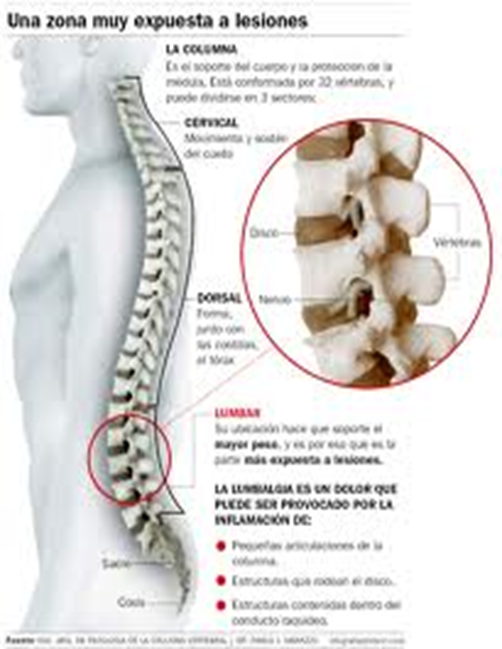 Una zona muy expuesta a lesiones
LA COLUMNA
Es el soporte del cuerpo y la protección de la
médula. Está conformada por 32 vértebras, y
puede dividirse en 3 sectores:
CERVICAL
Movimiento y sostén
del cuello
Disco
Vértebras
DORSAL
Forma,
junto con
las costillas,
el tórax
Nervio
LUMBAR
Su ubicación hace que soporte el
mayor peso, y es por eso que es la
parte más expuesta a lesiones.
LA LUMBALGIA ES UN DOLOR QUE
PUEDE SER PROVOCADO POR LA
INFLAMACIÓN DE:
Pequeñas articulaciones de la
columna.
Estructuras que rodean el disco.
Estructuras contenidas dentro del
conducto raquídeo.
Sacro
Coxis
Fuente